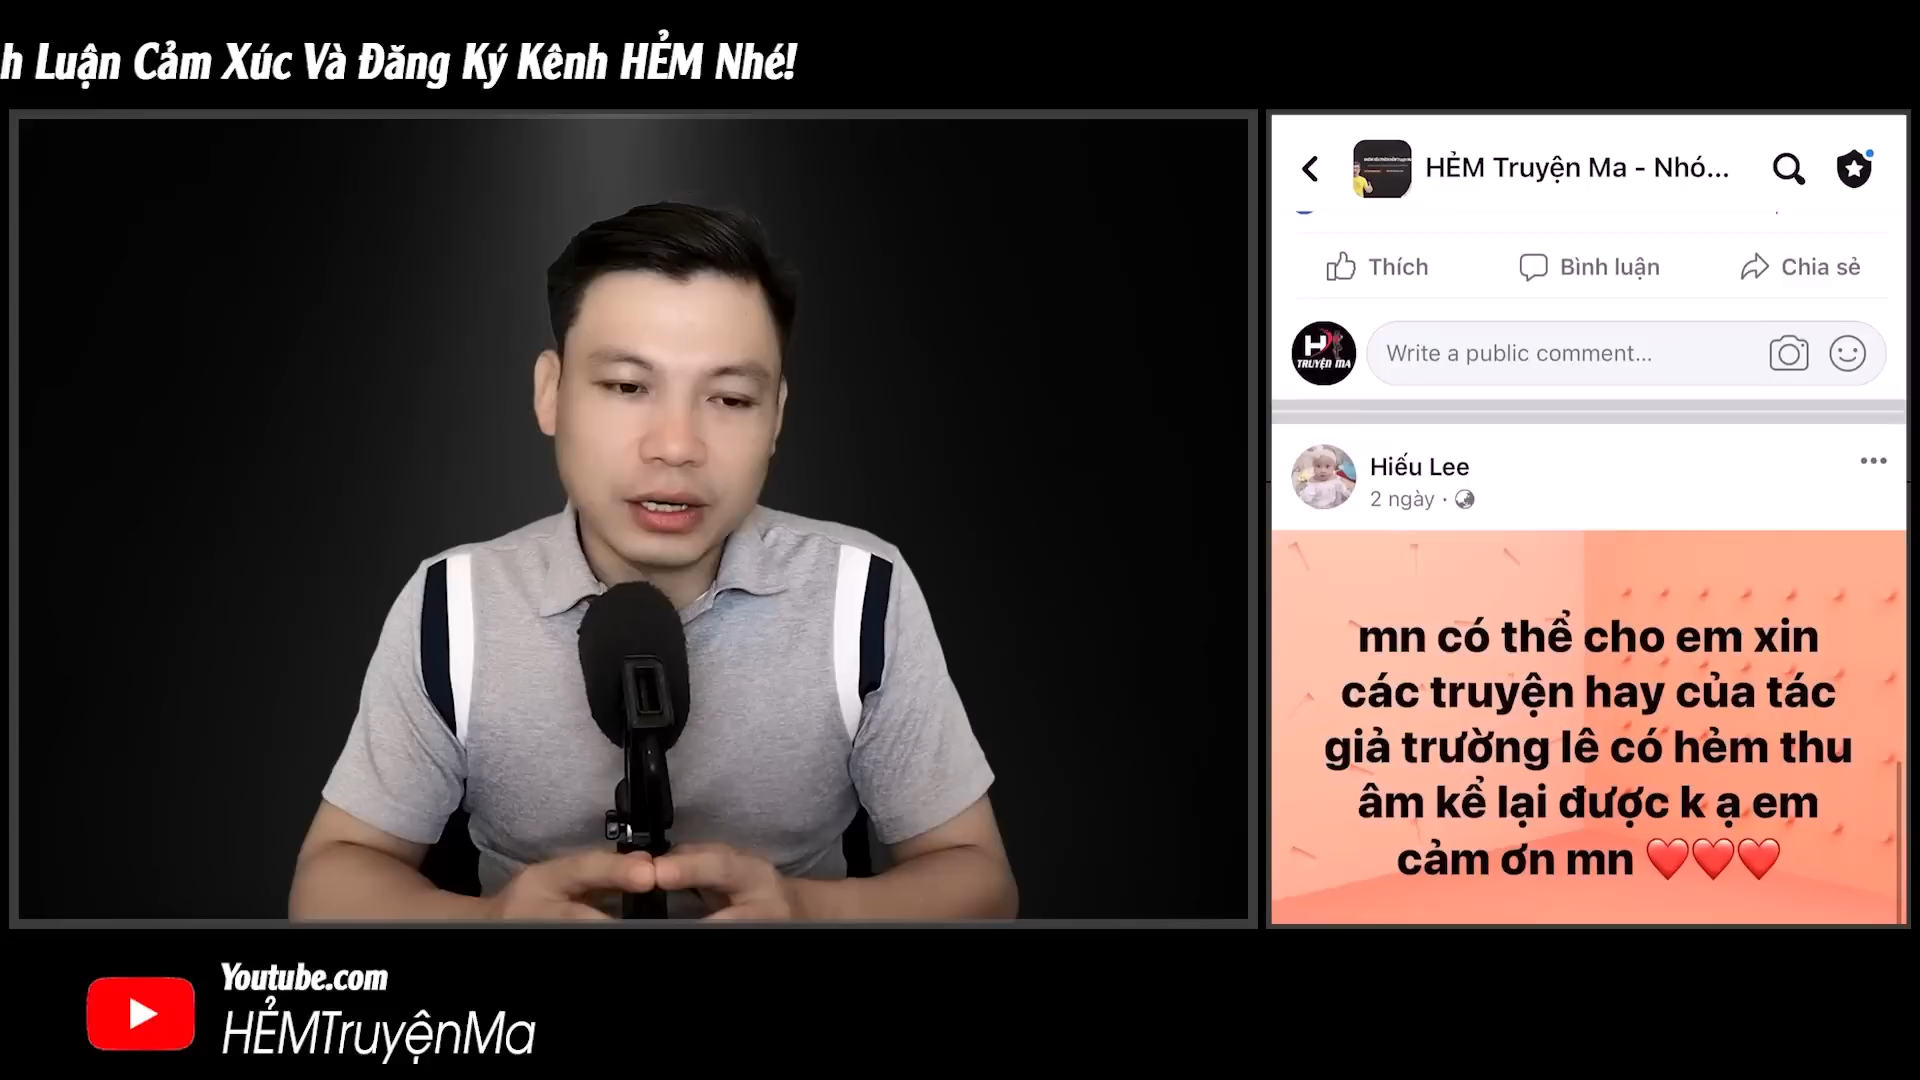 h Luận Cảm Xúc Và Đăng Ký Kênh HẺM Nhé!
HẺM Truyện Ma - Nhó...
Thích
Bình luận
Chia sẻ
H
TRUYỆN MA
Write a public comment...
Hiếu Lee
2 ngày ·
mn có thể cho em xin
các truyện hay của tác
giả trường lê có hẻm thu
âm kể lại được k ạ em
cảm ơn mn ❤️❤️❤️
Youtube.com
HẺMTruyệnMa